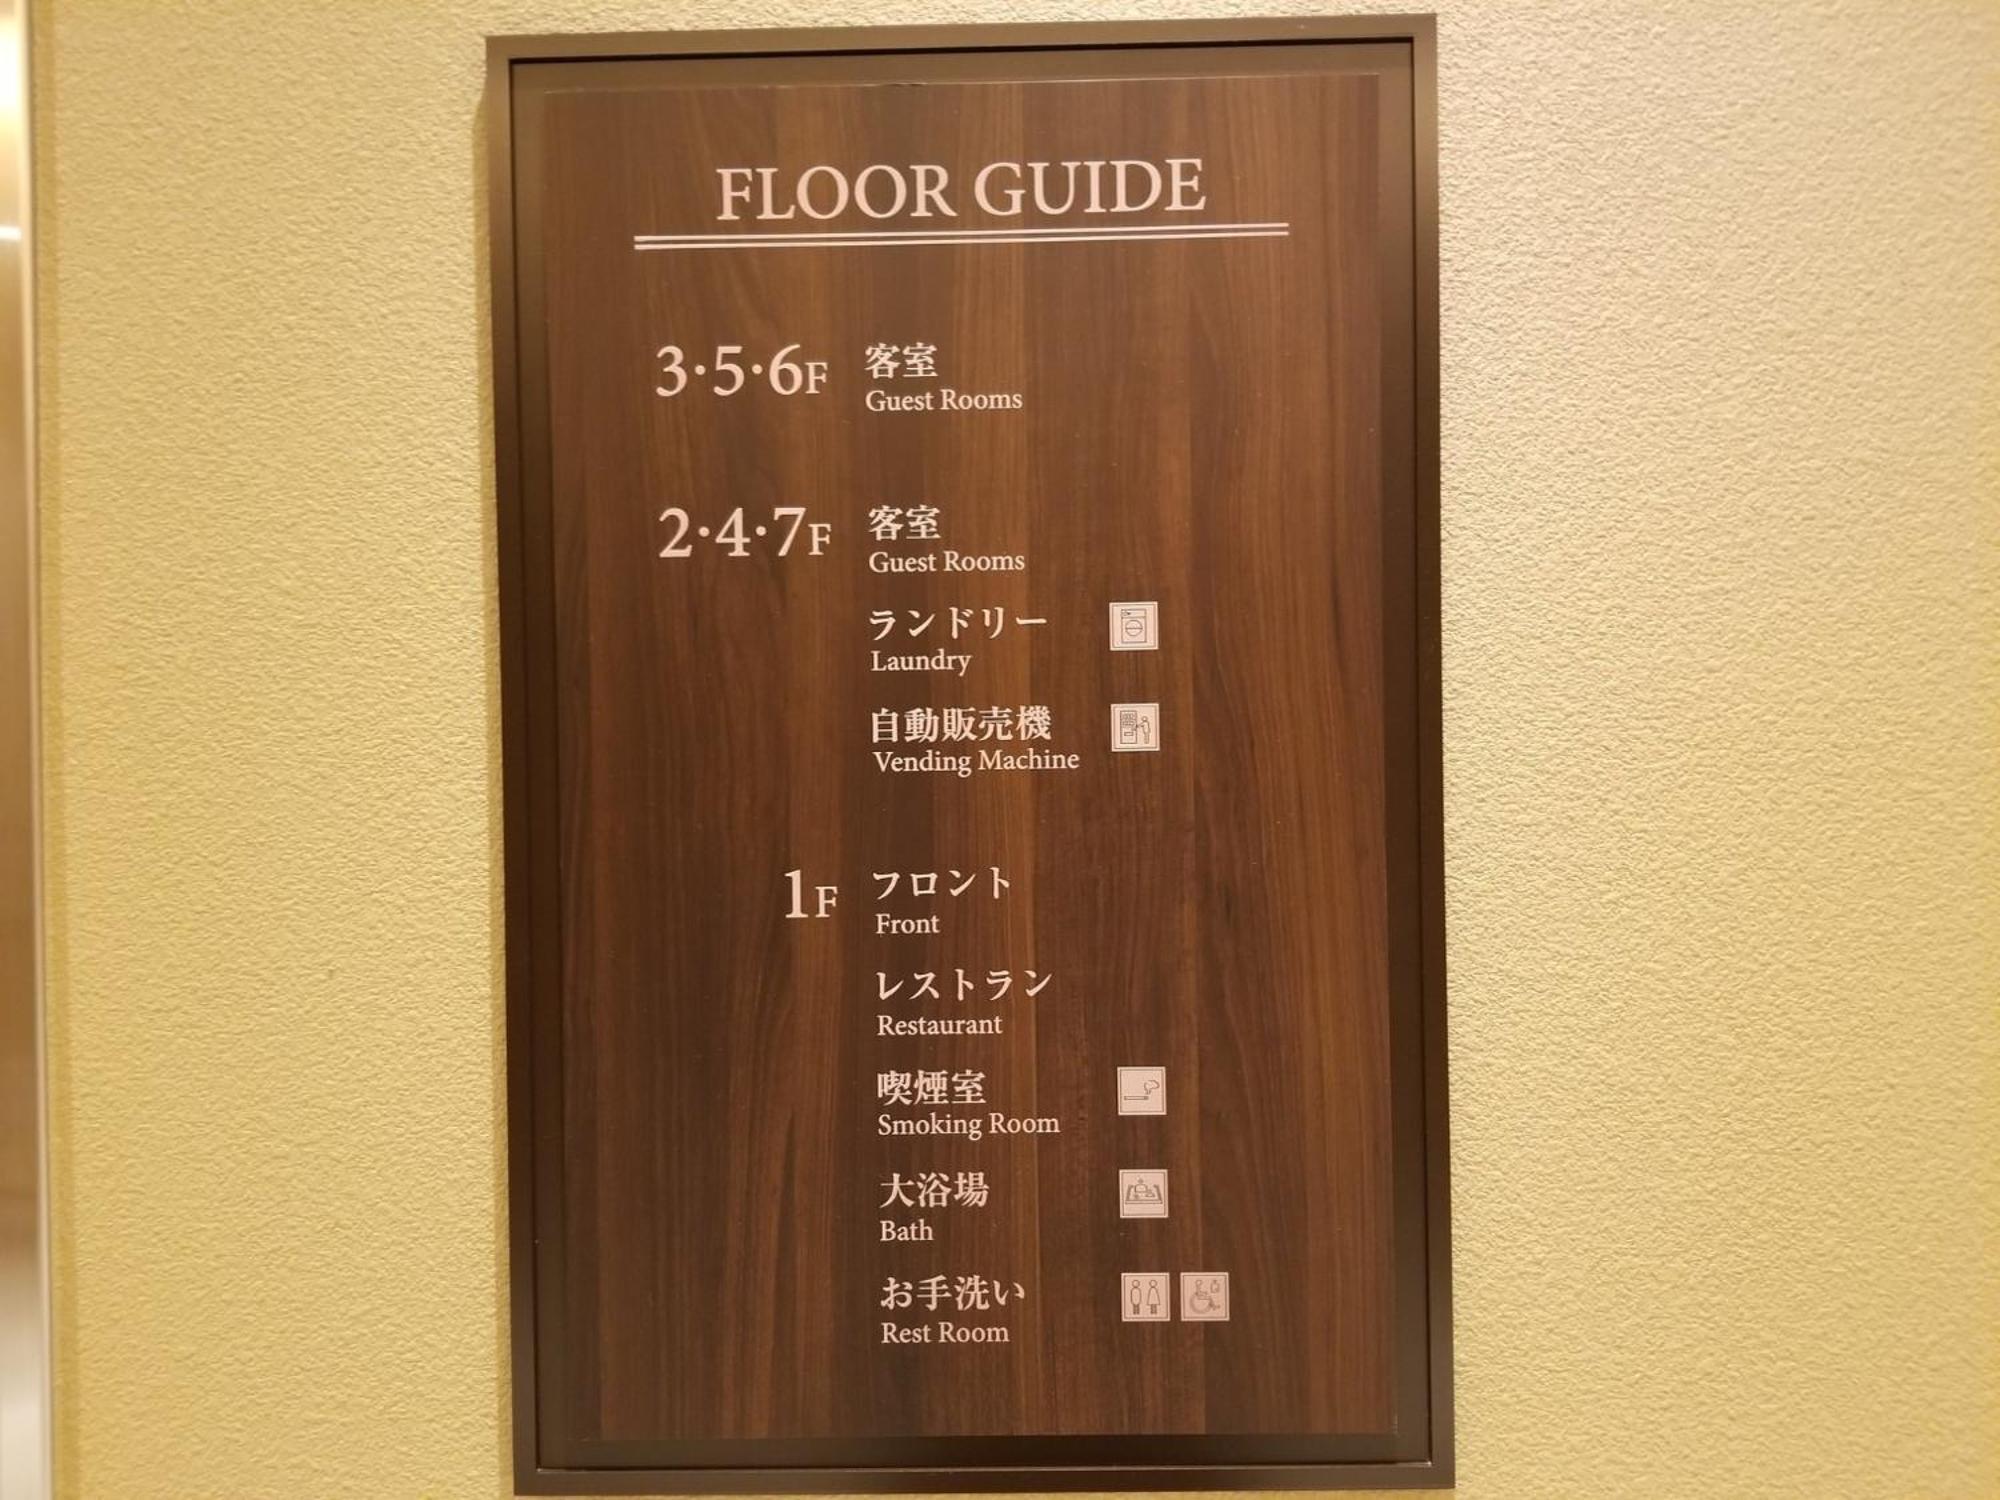 FLOOR GUIDE
3・5・6F 客室
Guest Rooms
2・4・7F 客室
Guest Rooms
ランドリー
Laundry
自動販売機
Vending Machine
1F フロント
Front
レストラン
Restaurant
喫煙室
Smoking Room
大浴場
Bath
お手洗い
Rest Room